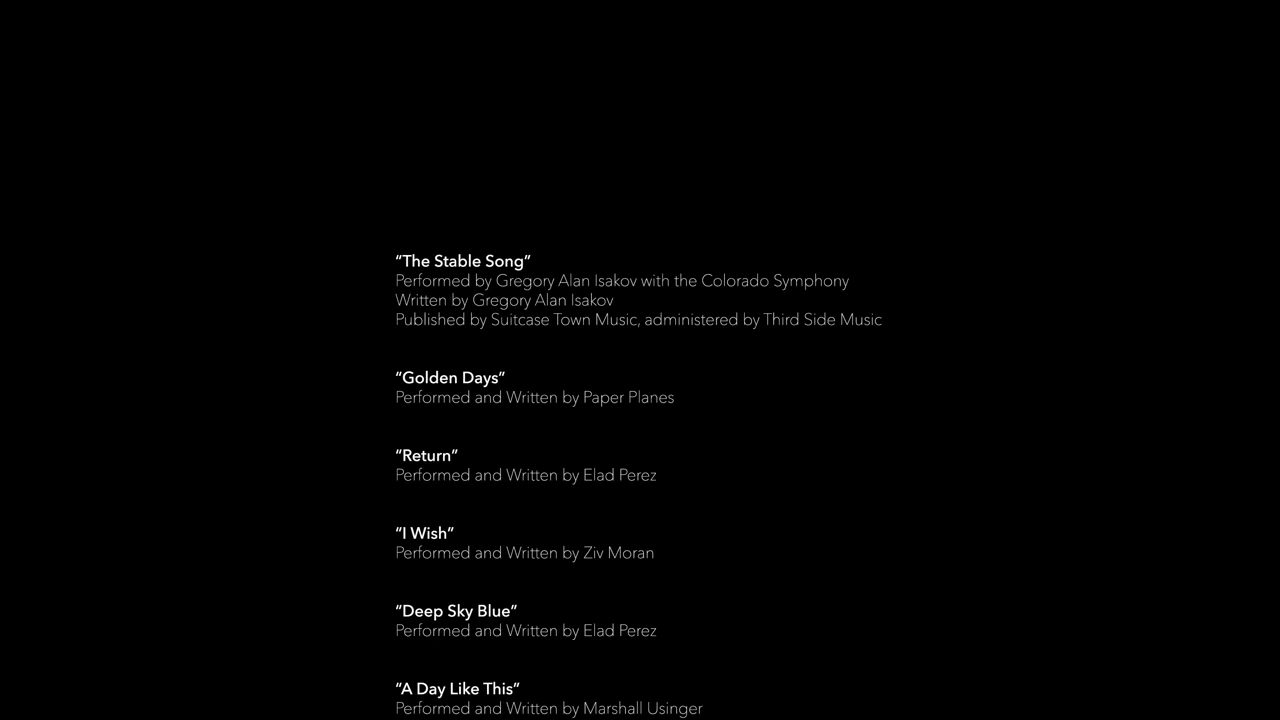 “The Stable Song”
Performed by Gregory Alan Isakov with the Colorado Symphony
Written by Gregory Alan Isakov
Published by Suitcase Town Music, administered by Third Side Music
“Golden Days”
Performed and Written by Paper Planes
“Return”
Performed and Written by Elad Perez
“I Wish”
Performed and Written by Ziv Moran
“Deep Sky Blue”
Performed and Written by Elad Perez
“A Day Like This”
Performed and Written by Marshall Usinger